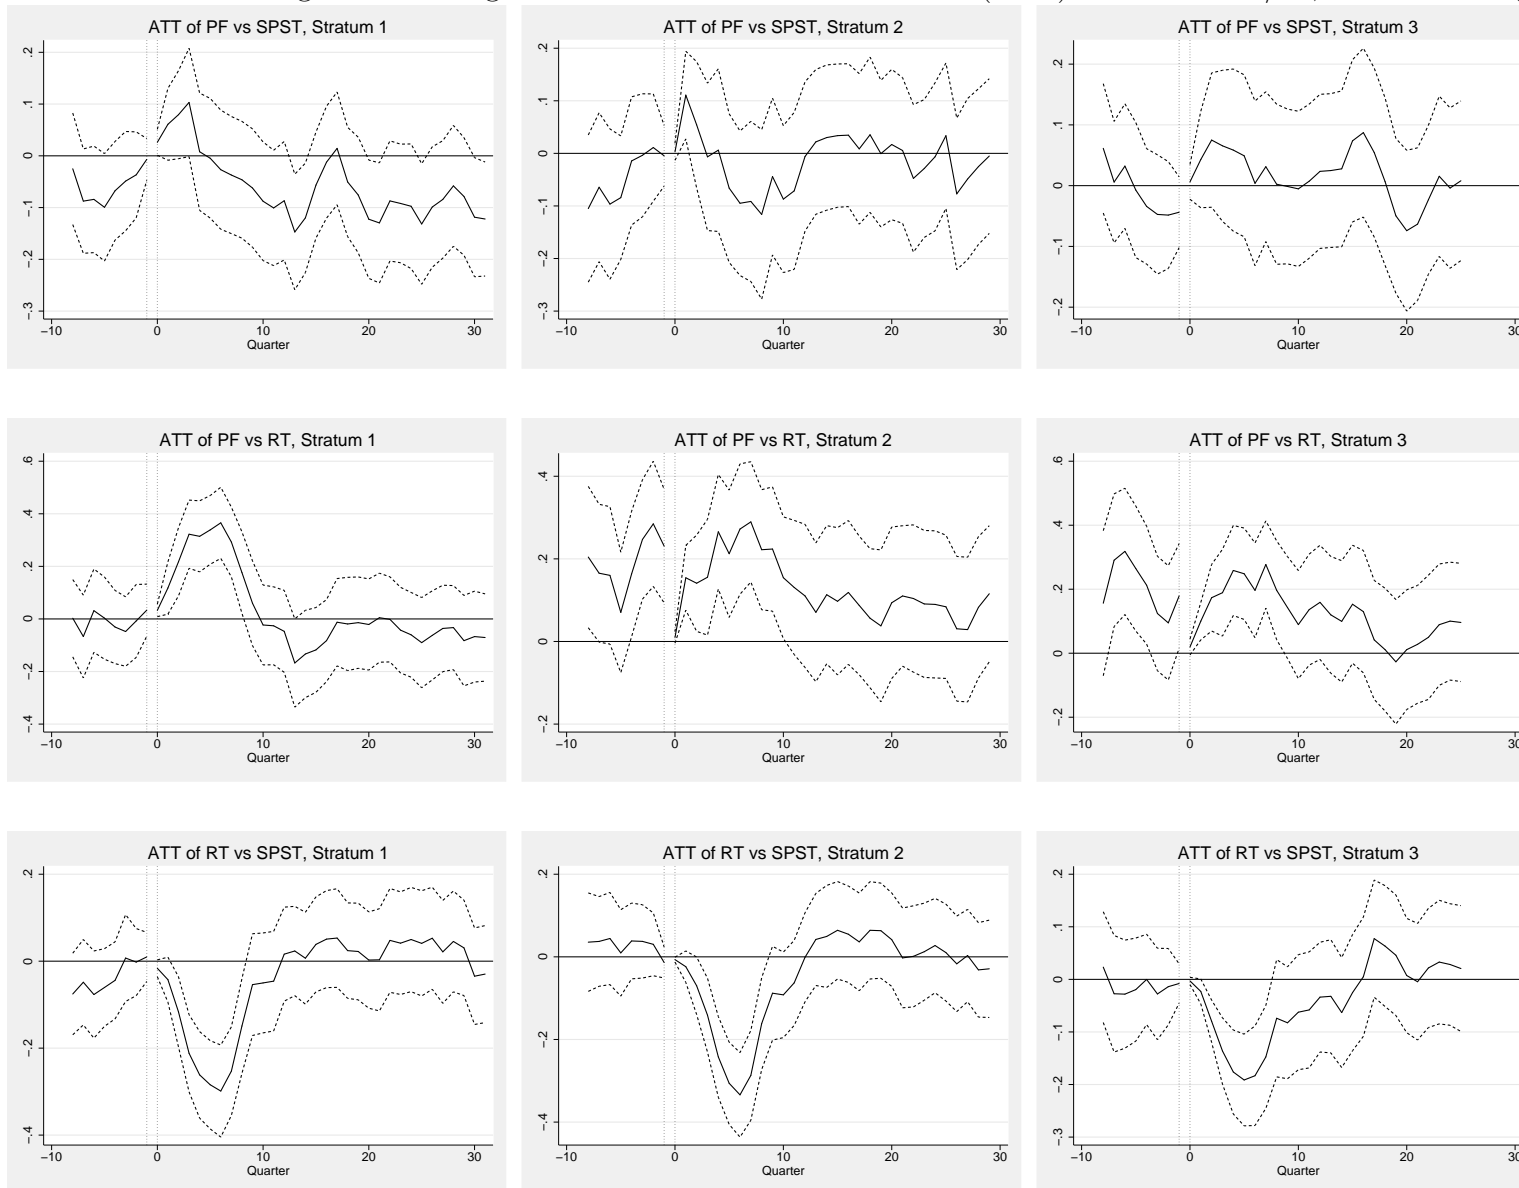 ATT of PF vs SPST, Stratum 1
.2
.1
0
−.1
−.2
−.3
−10 0 10 20 30
Quarter
ATT of PF vs SPST, Stratum 2
.2
.1
0
−.1
−.2
−.3
−10 0 10 20 30
Quarter
ATT of PF vs SPST, Stratum 3
.2
.1
0
−.1
−.2
−10 0 10 20
Quarter
ATT of PF vs RT, Stratum 1
.6
.4
.2
0
−.2
−.4
−10 0 10 20 30
Quarter
ATT of PF vs RT, Stratum 2
.4
.2
0
−.2
−10 0 10 20 30
Quarter
ATT of PF vs RT, Stratum 3
.6
.4
.2
0
−.2
−10 0 10 20
Quarter
ATT of RT vs SPST, Stratum 1
.2
0
−.2
−.4
−10 0 10 20 30
Quarter
ATT of RT vs SPST, Stratum 2
.2
0
−.2
−.4
−10 0 10 20 30
Quarter
ATT of RT vs SPST, Stratum 3
.2
.1
0
−.1
−.2
−.3
−10 0 10 20
Quarter